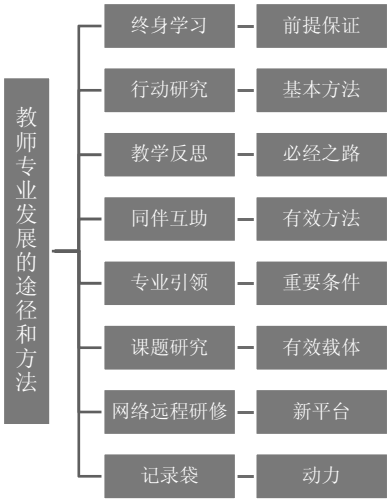 教师专业发展的途径和方法
终身学习 前提保证
行动研究 基本方法
教学反思 必经之路
同伴互助 有效方法
专业引领 重要条件
课题研究 有效载体
网络远程研修 新平台
记录袋 动力